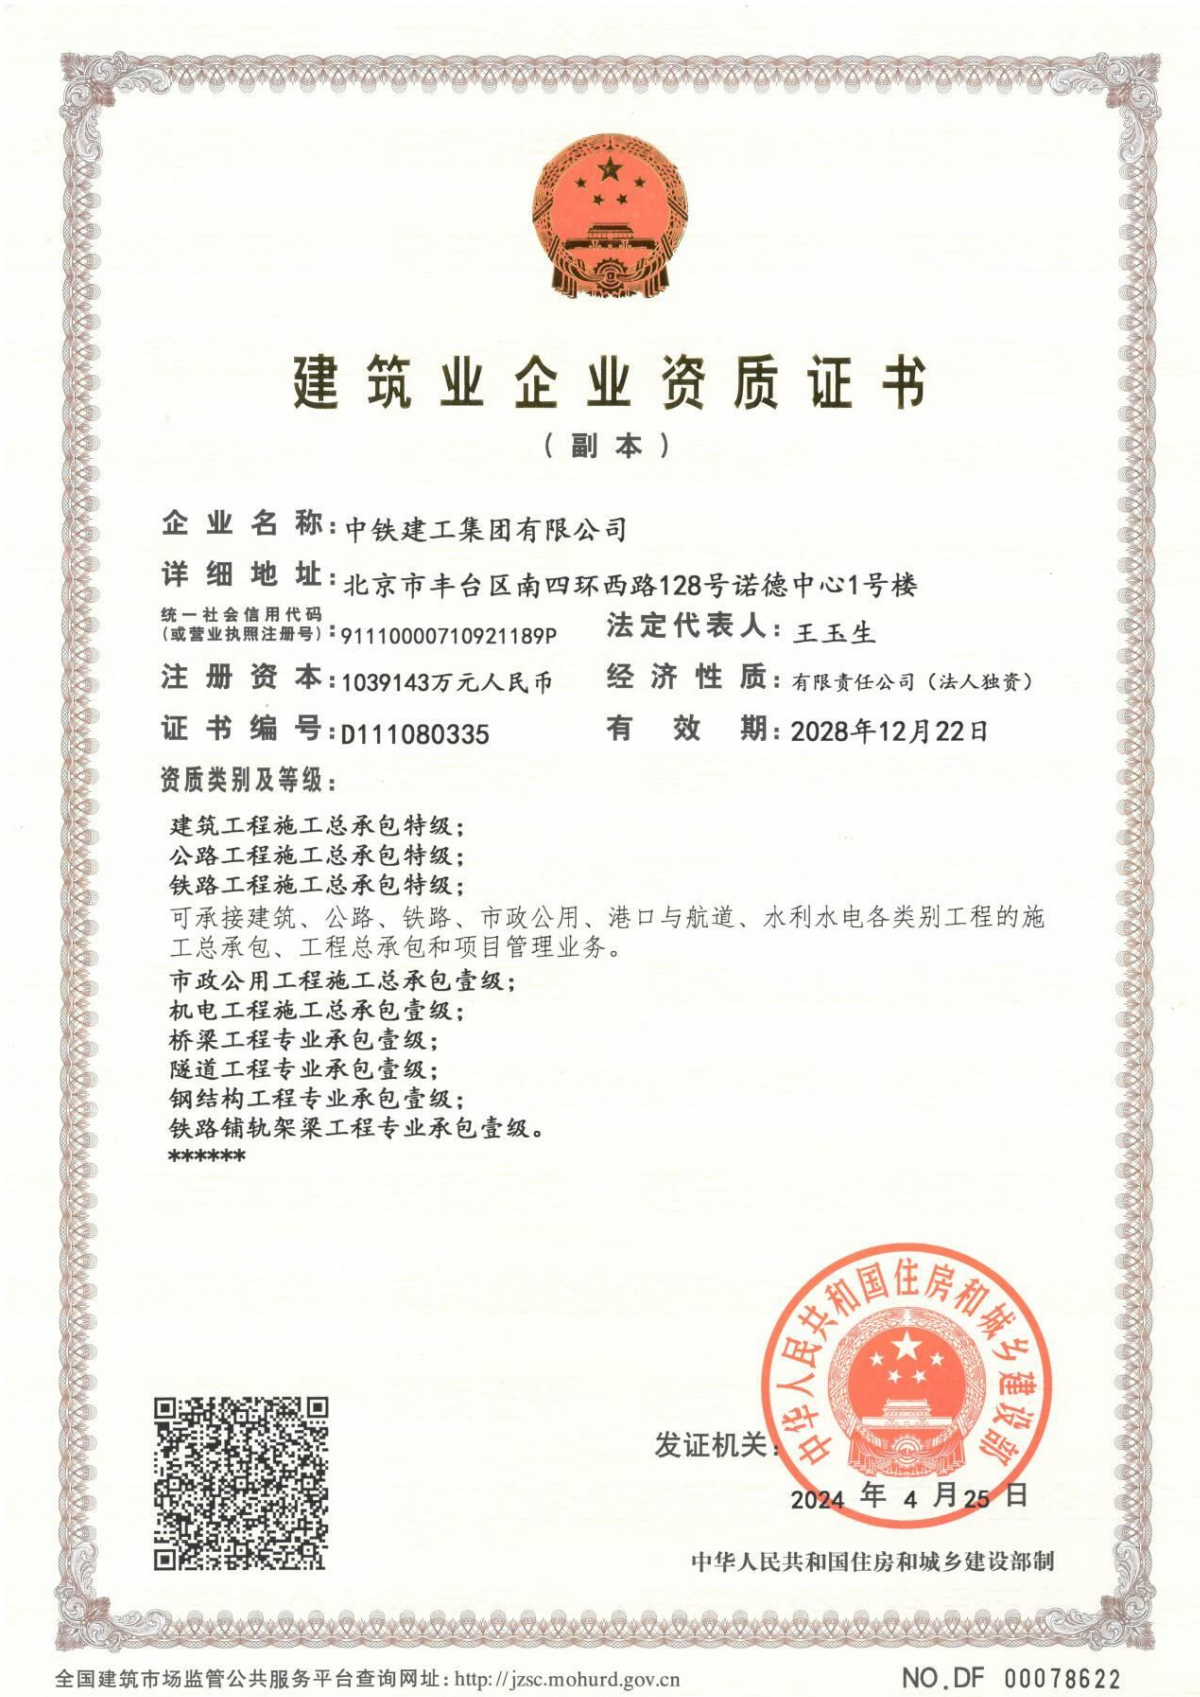 建筑业企业资质证书
（副本）
企业名称：中铁建工集团有限公司
详细地址：北京市丰台区南四环西路128号诺德中心1号楼
统一社会信用代码
（或营业执照注册号）：91110000710921189P
法定代表人：王玉生
注册资本：1039143万元人民币
经济性质：有限责任公司（法人独资）
证书编号：D111080335
有效期：2028年12月22日
资质类别及等级：
建筑工程施工总承包特级；
公路工程施工总承包特级；
铁路工程施工总承包特级；
可承接建筑、公路、铁路、市政公用、港口与航道、水利水电各类别工程的施
工总承包、工程总承包和项目管理业务。
市政公用工程施工总承包壹级；
机电工程施工总承包壹级；
桥梁工程专业承包壹级；
隧道工程专业承包壹级；
钢结构工程专业承包壹级；
铁路铺轨架梁工程专业承包壹级。
******
中华人民共和国住房和城乡建设部
发证机关：
2024年4月25日
中华人民共和国住房和城乡建设部制
全国建筑市场监管公共服务平台查询网址：http://jzsc.mohurd.gov.cn
NO.DF 00078622